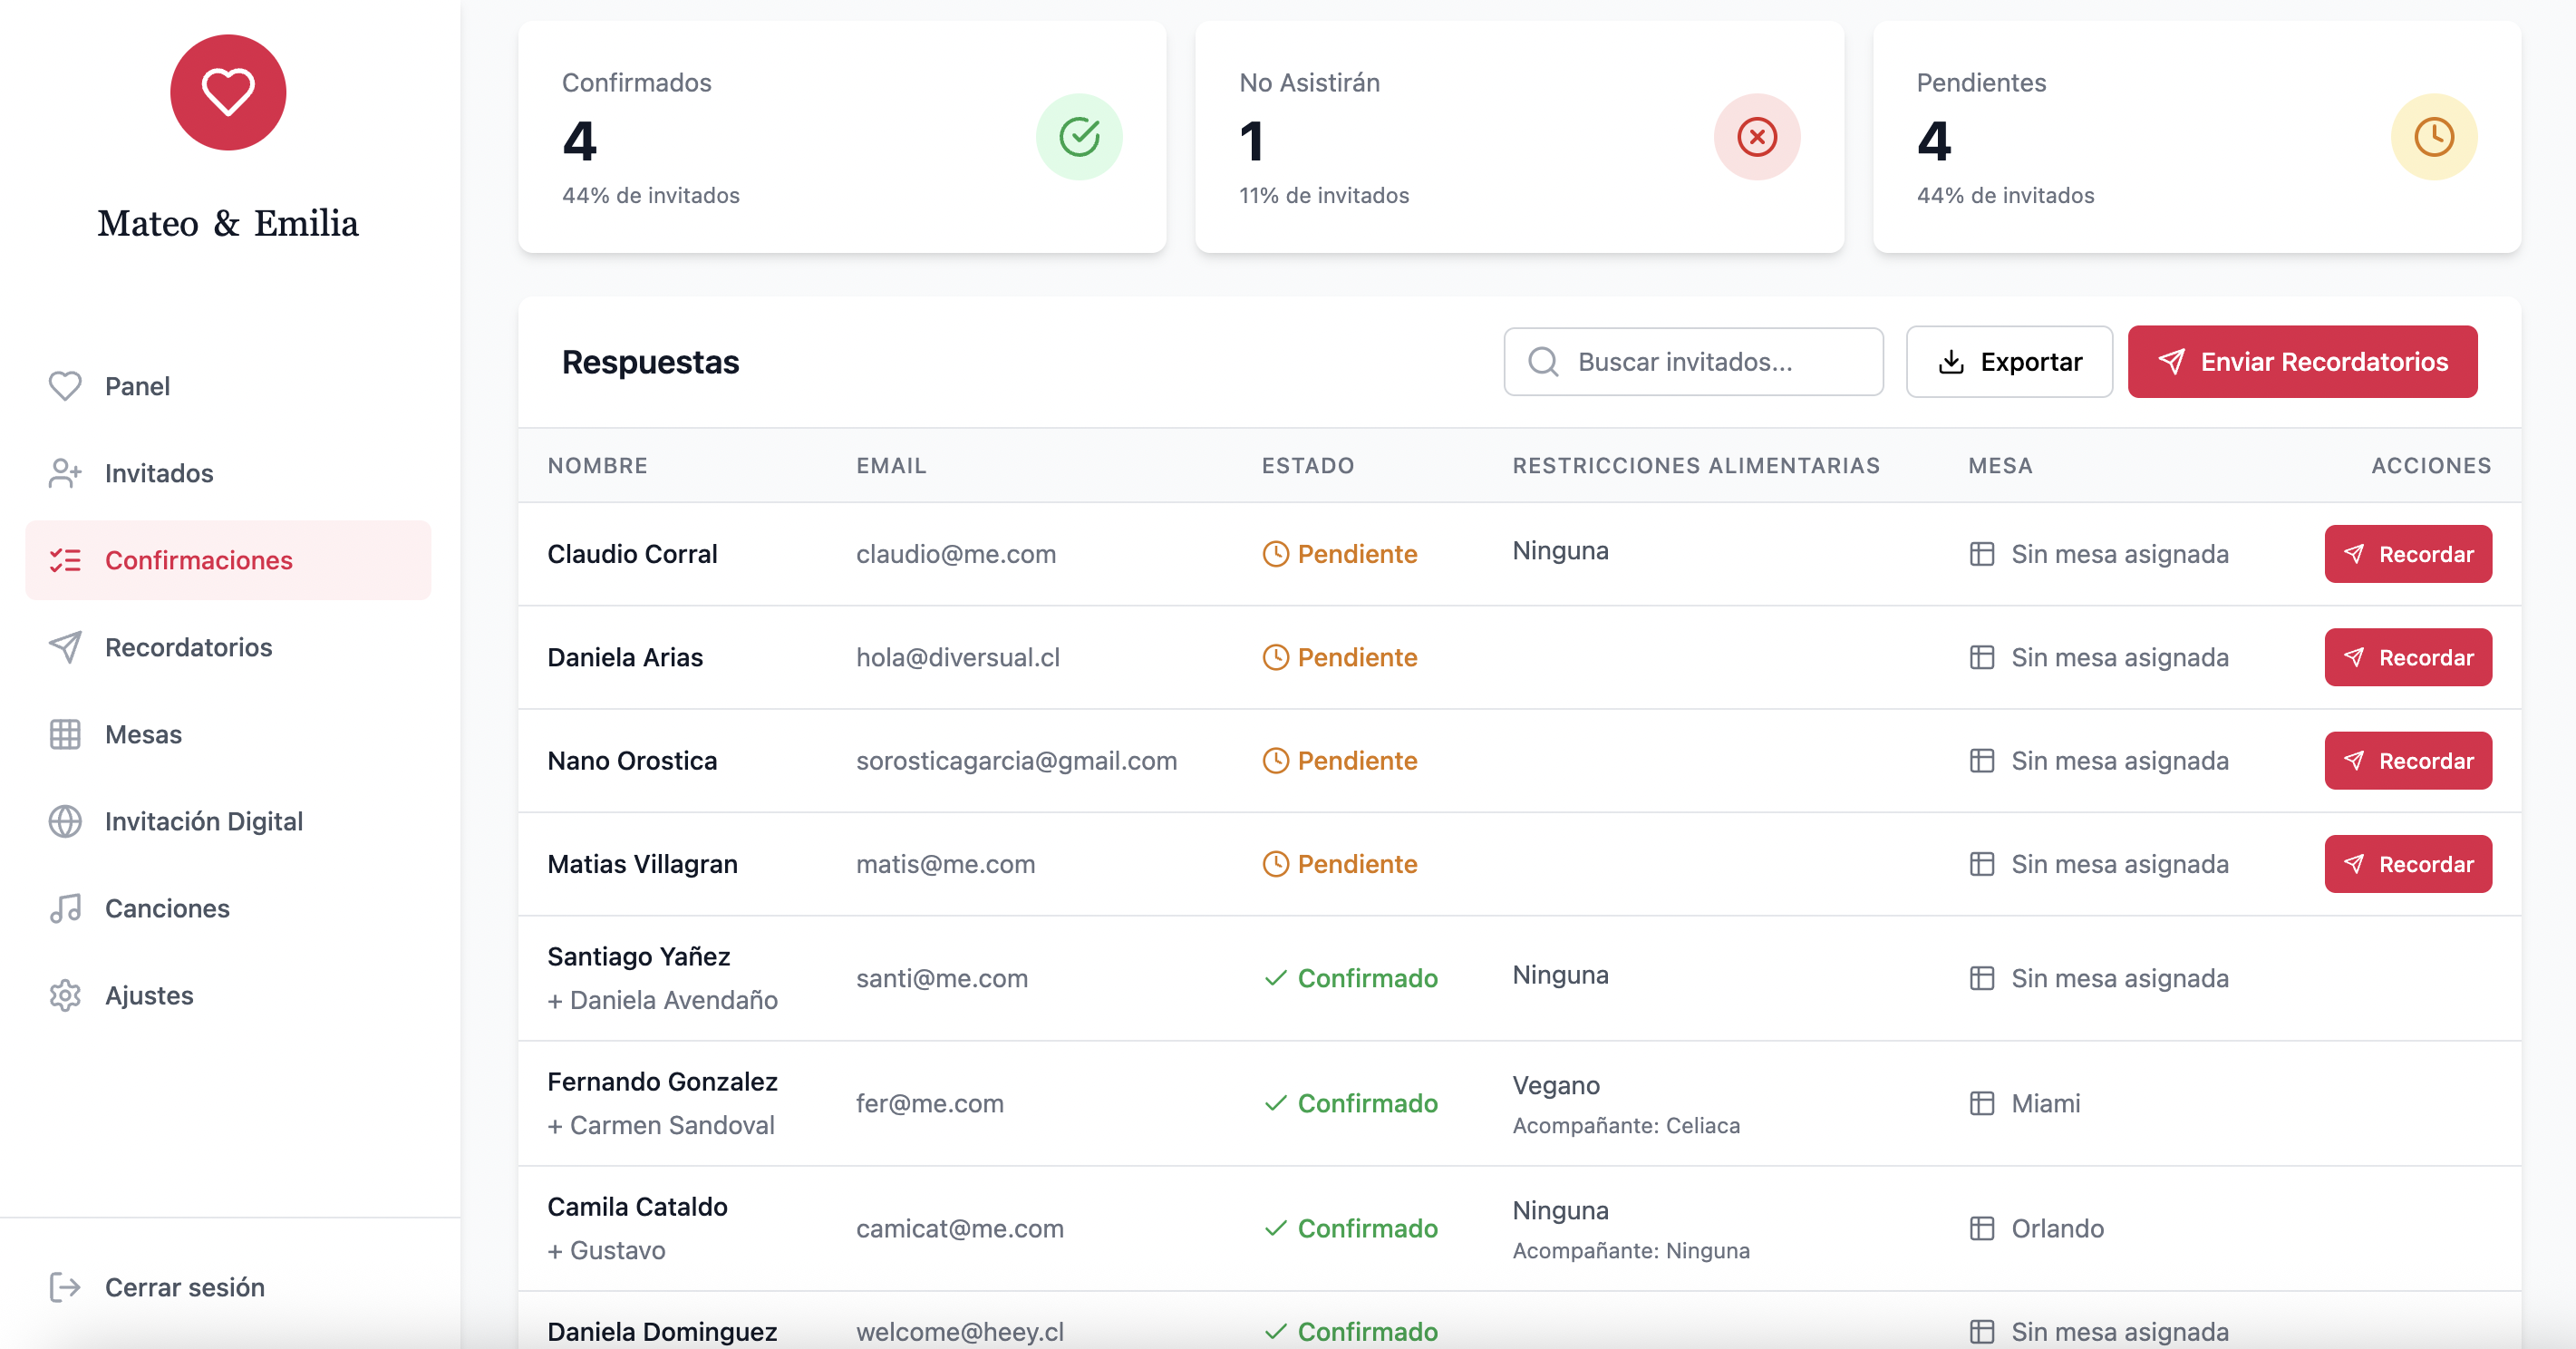 Mateo & Emilia
Panel
Invitados
Confirmaciones
Recordatorios
Mesas
Invitación Digital
Canciones
Ajustes
Cerrar sesión
Confirmados
4
44% de invitados
No Asistirán
1
11% de invitados
Pendientes
4
44% de invitados
Respuestas
Buscar invitados...
Exportar
Enviar Recordatorios
NOMBRE EMAIL ESTADO RESTRICCIONES ALIMENTARIAS MESA ACCIONES
Claudio Corral claudio@me.com Pendiente Ninguna Sin mesa asignada Recordar
Daniela Arias hola@diversual.cl Pendiente Sin mesa asignada Recordar
Nano Orostica sorosticagarcia@gmail.com Pendiente Sin mesa asignada Recordar
Matias Villagran matis@me.com Pendiente Sin mesa asignada Recordar
Santiago Yañez
+ Daniela Avendaño
santi@me.com Confirmado Ninguna Sin mesa asignada
Fernando Gonzalez
+ Carmen Sandoval
fer@me.com Confirmado
Vegano
Acompañante: Celiaca
Miami
Camila Cataldo
+ Gustavo
camicat@me.com Confirmado
Ninguna
Acompañante: Ninguna
Orlando
Daniela Dominguez welcome@heey.cl Confirmado Sin mesa asignada